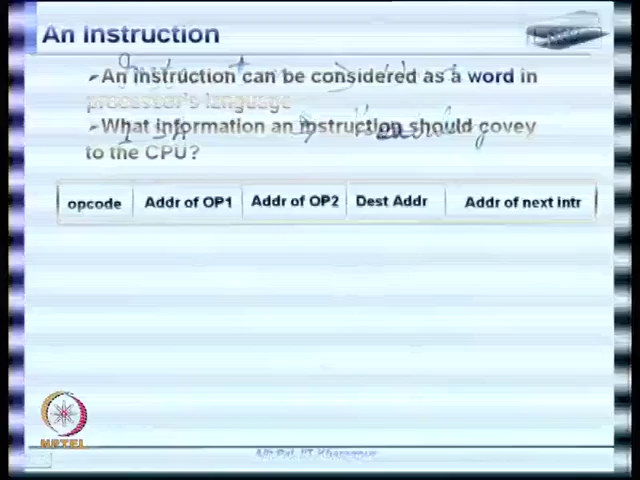 An Instruction
➢An instruction can be considered as a word in
processor's language
➢What information an instruction should covey
to the CPU?
opcode Addr of OP1 Addr of OP2 Dest Addr Addr of next intr
NPTEL